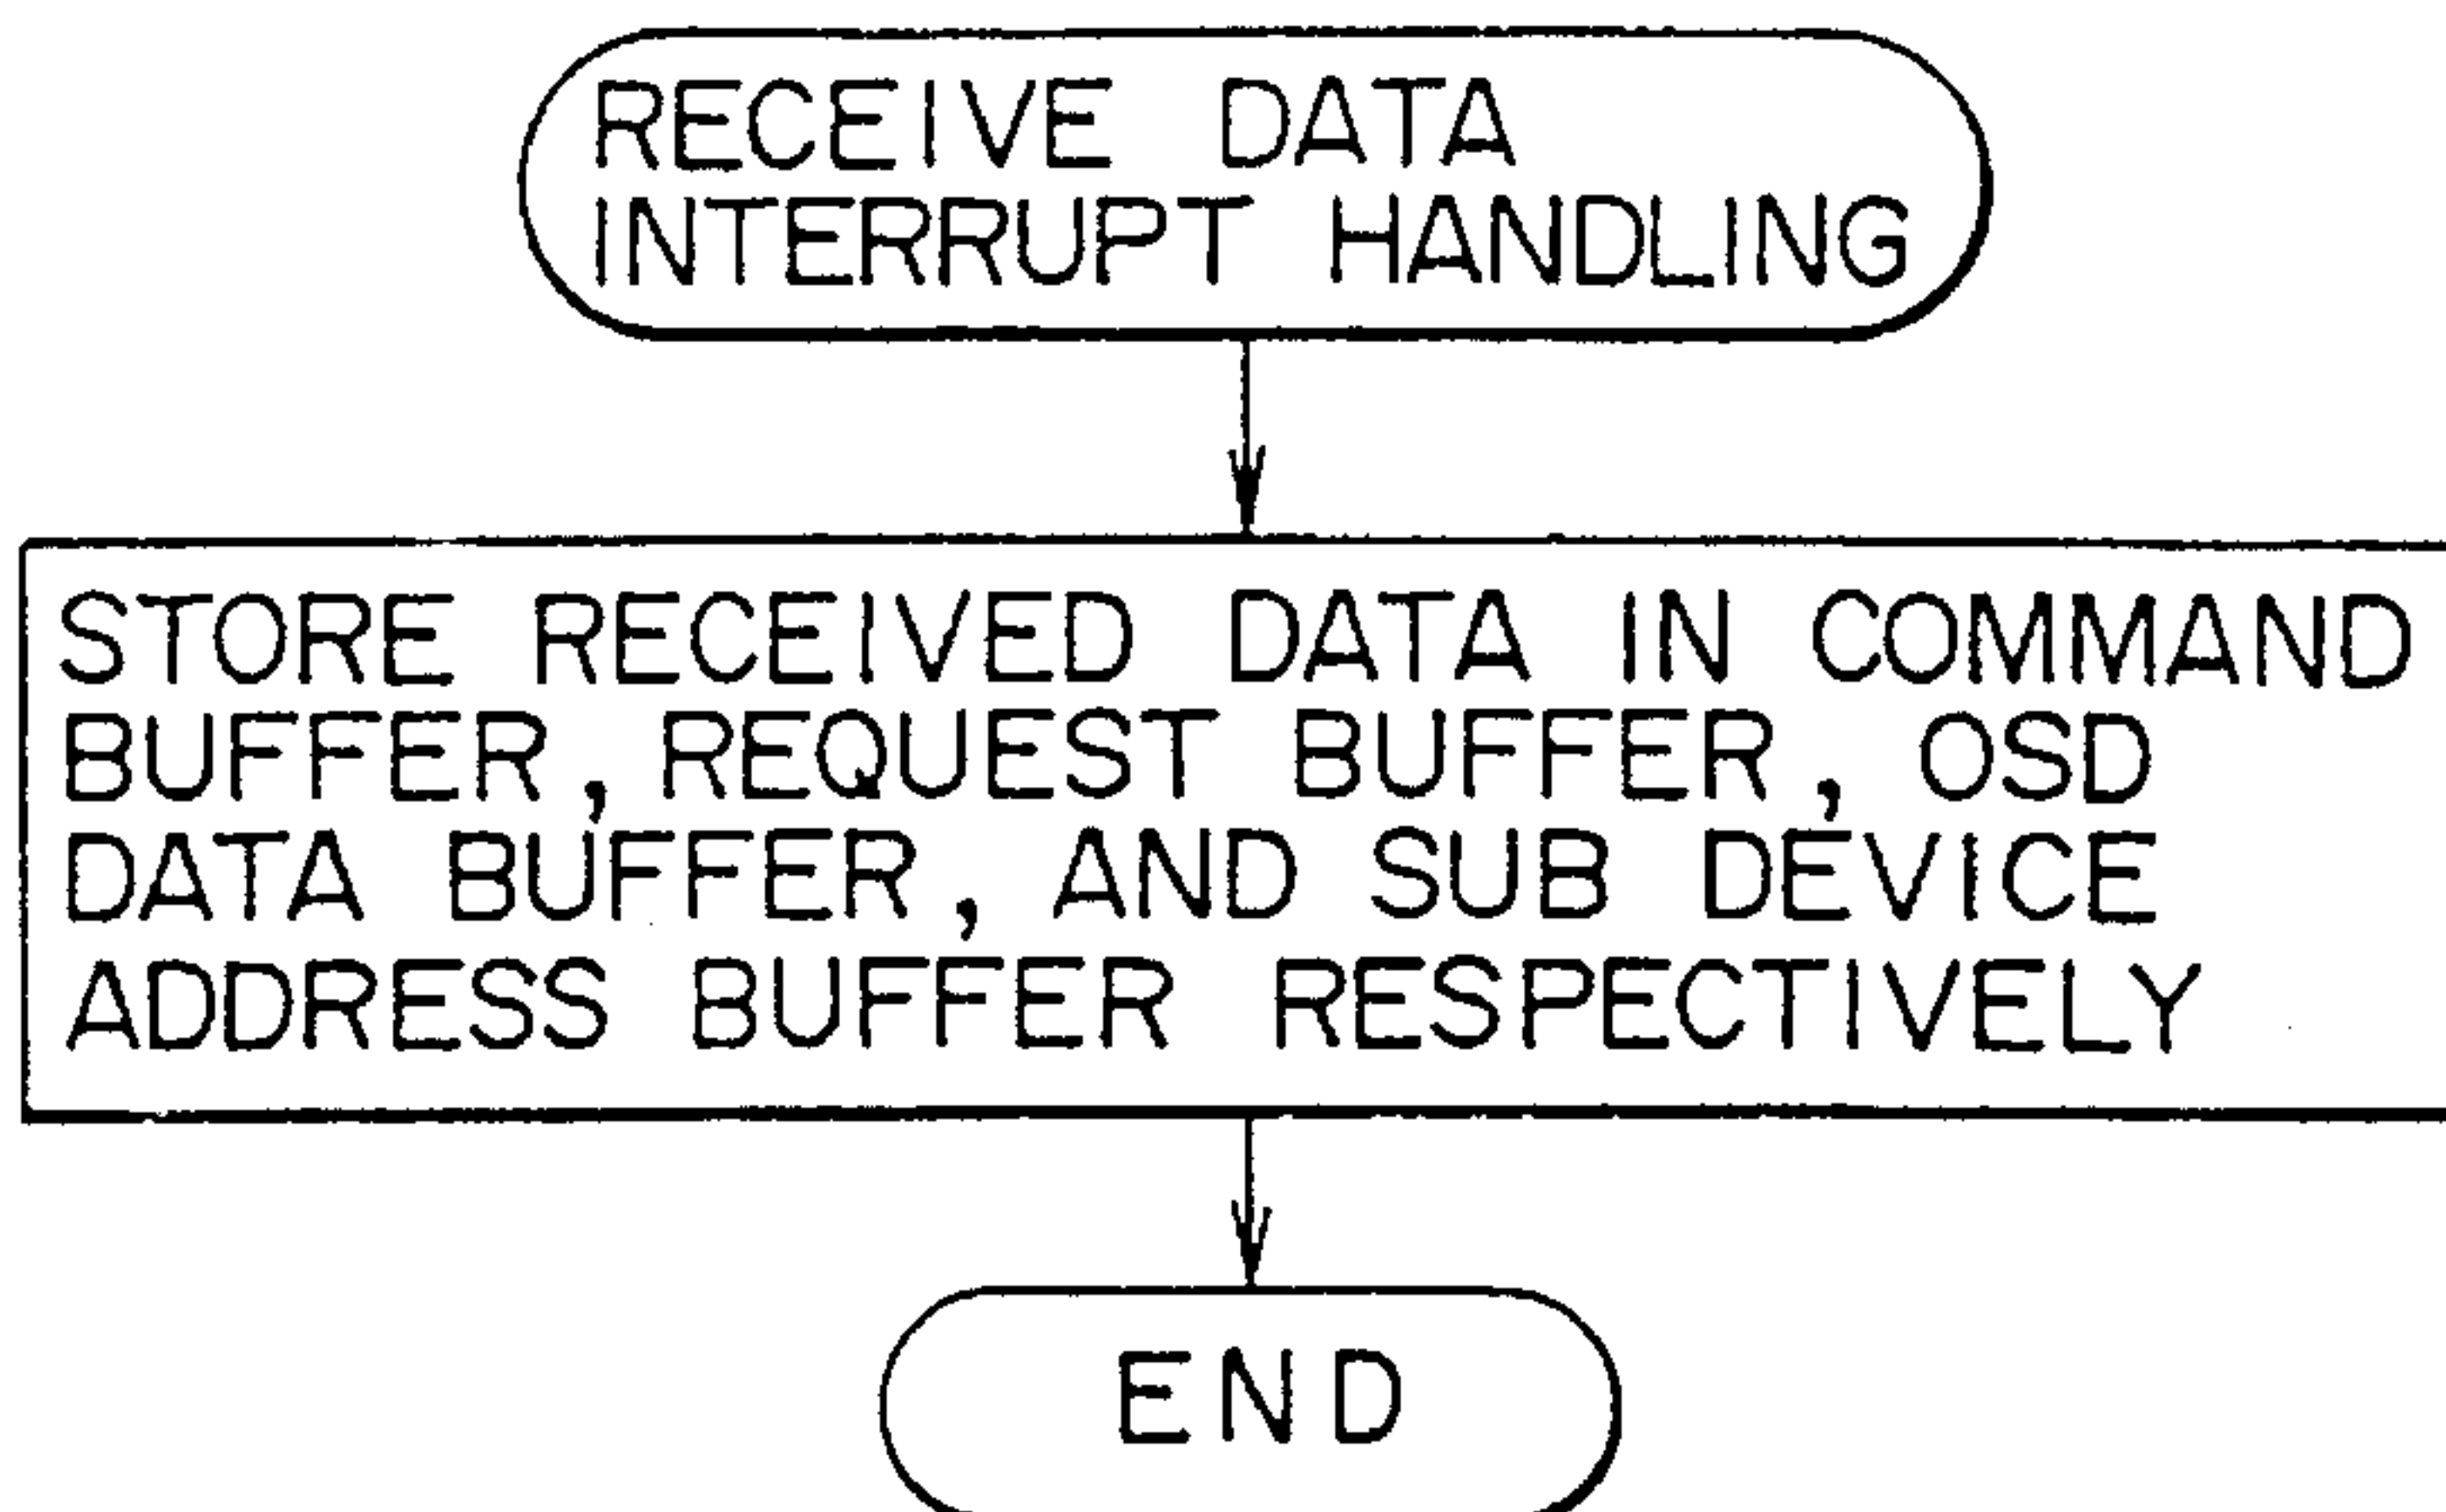 RECEIVE DATA
INTERRUPT HANDLING
STORE RECEIVED DATA IN COMMAND
BUFFER, REQUEST BUFFER, OSD
DATA BUFFER, AND SUB DEVICE
ADDRESS BUFFER RESPECTIVELY
END